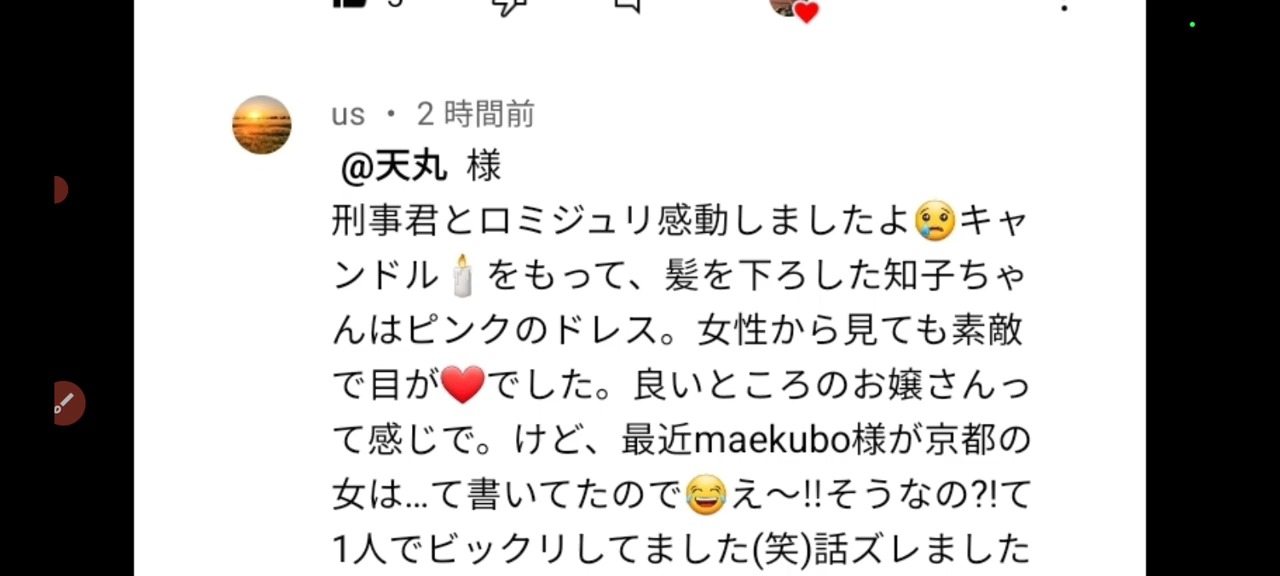 us ・ 2 時間前
@天丸 様
刑事君とロミジュリ感動しましたよ😢キャ
ンドル🕯️をもって、髪を下ろした知子ちゃ
んはピンクのドレス。女性から見ても素敵
で目が❤️でした。良いところのお嬢さんっ
て感じで。けど、最近maekubo様が京都の
女は…て書いてたので😂え〜!!そうなの?!て
1人でビックリしてました(笑)話ズレました